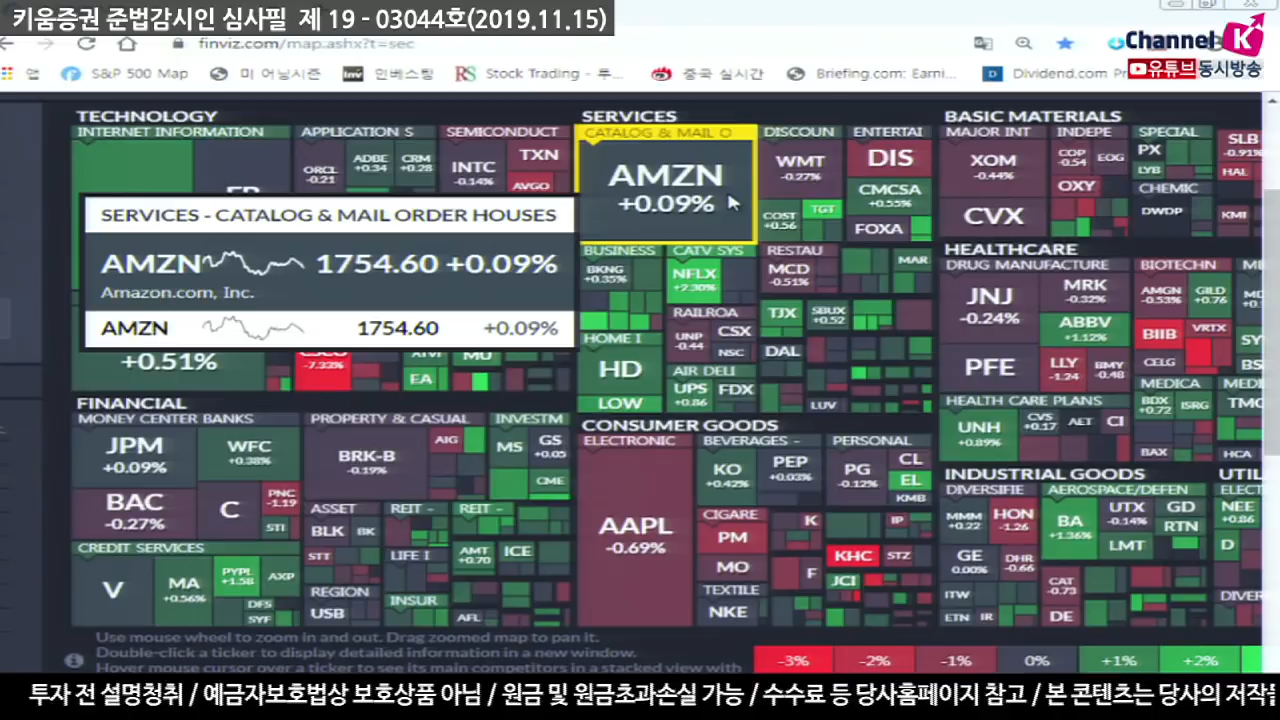 키움증권 준법감시인 심사필 제 19 - 03044호(2019.11.15)
finviz.com/map.ashx?t=sec
Channel K
유튜브 동시방송
앱 S&P 500 Map 미 어닝시즌 Inv 인베스팅 RS Stock Trading - 투... 중국 실시간 Briefing.com: Earni... D Dividend.com Pr
TECHNOLOGY
INTERNET INFORMATION
APPLICATION S
SEMICONDUCT
ORCL
-0.21
ADBE
+0.34
CRM
+0.28
INTC
-0.14%
TXN
AVGO
SERVICES - CATALOG & MAIL ORDER HOUSES
AMZN 1754.60 +0.09%
Amazon.com, Inc.
AMZN 1754.60 +0.09%
+0.51%
-7.33%
MU
EA
SERVICES
CATALOG & MAIL O
AMZN
+0.09%
DISCOUN
WMT
-0.27%
COST
+0.56
TGT
ENTERTAI
DIS
CMCSA
+0.55%
FOXA
BUSINESS
BKNG
+0.35%
CATV SYS
NFLX
+2.30%
RESTAU
MCD
-0.51%
MAR
RAILROA
UNP
-0.44
CSX
NSC
TJX
SBUX
+0.52
HOME I
HD
LOW
DAL
AIR DELI
UPS
+0.86
FDX
LUV
BASIC MATERIALS
MAJOR INT
XOM
-0.44%
CVX
INDEPE
COP
-0.54
EOG
OXY
SPECIAL
PX
LYB
CHEMIC
DWDP
SLB
-0.91%
HAL
KMI
HEALTHCARE
DRUG MANUFACTURE
JNJ
-0.24%
PFE
MRK
-0.32%
ABBV
+1.12%
LLY
-1.24
BMY
-0.48
BIOTECHN
AMGN
-0.53%
GILD
+0.76
BIIB
VRTX
CELG
HEALTH CARE PLANS
UNH
+0.89%
CVS
+0.17
AET
CI
MEDICA
BDX
+0.72
ISRG
BAX
MEDI
TMO
HCA
FINANCIAL
MONEY CENTER BANKS
JPM
+0.09%
WFC
+0.38%
BAC
-0.27%
C
PNC
-1.19
STI
PROPERTY & CASUAL
BRK-B
-0.19%
AIG
INVESTM
MS
GS
+0.05
CME
CREDIT SERVICES
V
MA
+0.56%
PYPL
+1.58
AXP
DFS
SYF
ASSET
BLK
BK
STT
REIT -
REIT -
LIFE I
AMT
+0.70
ICE
REGION
USB
INSUR
AFL
CONSUMER GOODS
ELECTRONIC
AAPL
-0.69%
BEVERAGES -
KO
+0.42%
PEP
+0.03%
PERSONAL
PG
-0.12%
CL
EL
KMB
CIGARE
PM
MO
K
IP
KHC
STZ
F
JCI
TEXTILE
NKE
INDUSTRIAL GOODS
DIVERSIFIE
MMM
+0.22
HON
-1.26
GE
0.00%
DHR
-0.66
ITW
ETN
IR
AEROSPACE/DEFEN
BA
+1.36%
UTX
-0.14%
GD
RTN
LMT
CAT
-0.73
DE
UTIL
ELECT
NEE
+0.86
D
DIVER
Use mouse wheel to zoom in and out. Drag zoomed map to pan it.
Double-click a ticker to display detailed information in a new window.
Hover mouse cursor over a ticker to see its main competitors in a stacked view with
-3% -2% -1% 0% +1% +2%
투자 전 설명청취 / 예금자보호법상 보호상품 아님 / 원금 및 원금초과손실 가능 / 수수료 등 당사홈페이지 참고 / 본 콘텐츠는 당사의 저작물